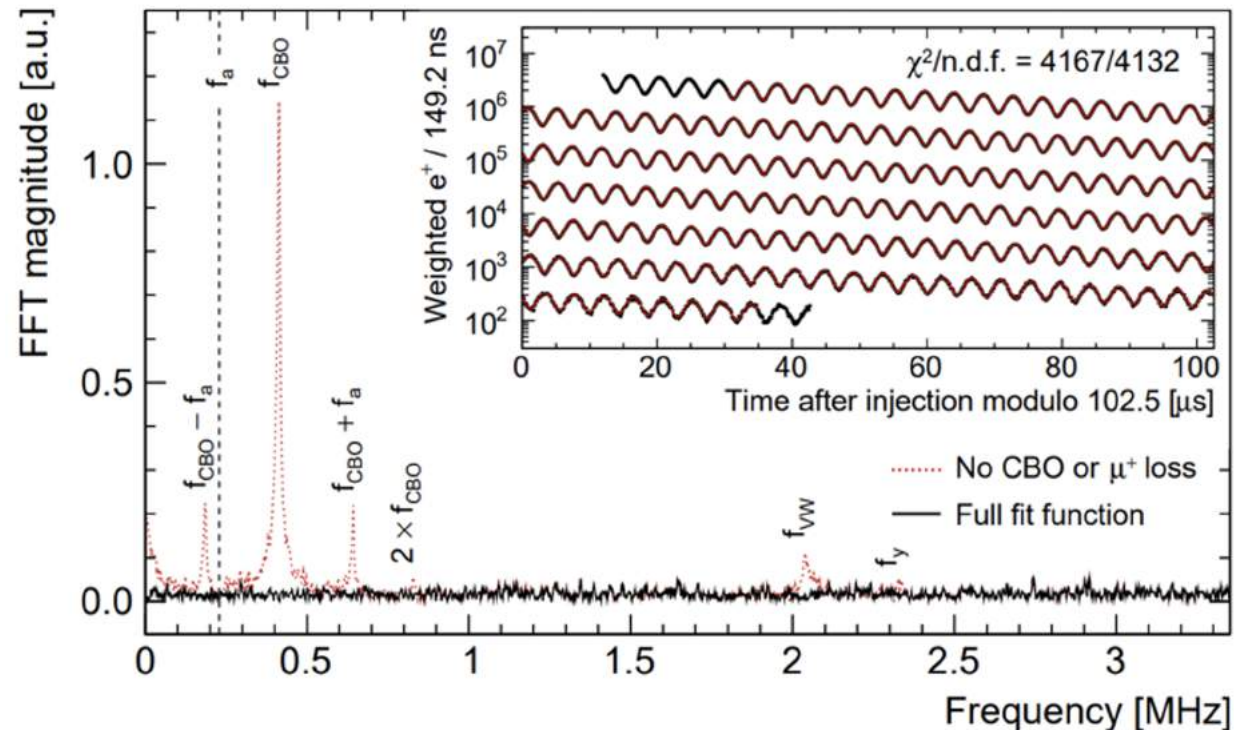 FFT magnitude [a.u.]
1.0
0.5
0.0
0
0.5
1
1.5
2
2.5
3
Frequency [MHz]
f_CBO − f_a
f_a
f_CBO
f_CBO + f_a
2 × f_CBO
f_VW
f_y
Weighted e⁺ / 149.2 ns
10⁷
10⁶
10⁵
10⁴
10³
10²
0
20
40
60
80
100
Time after injection modulo 102.5 [μs]
χ²/n.d.f. = 4167/4132
No CBO or μ⁺ loss
Full fit function